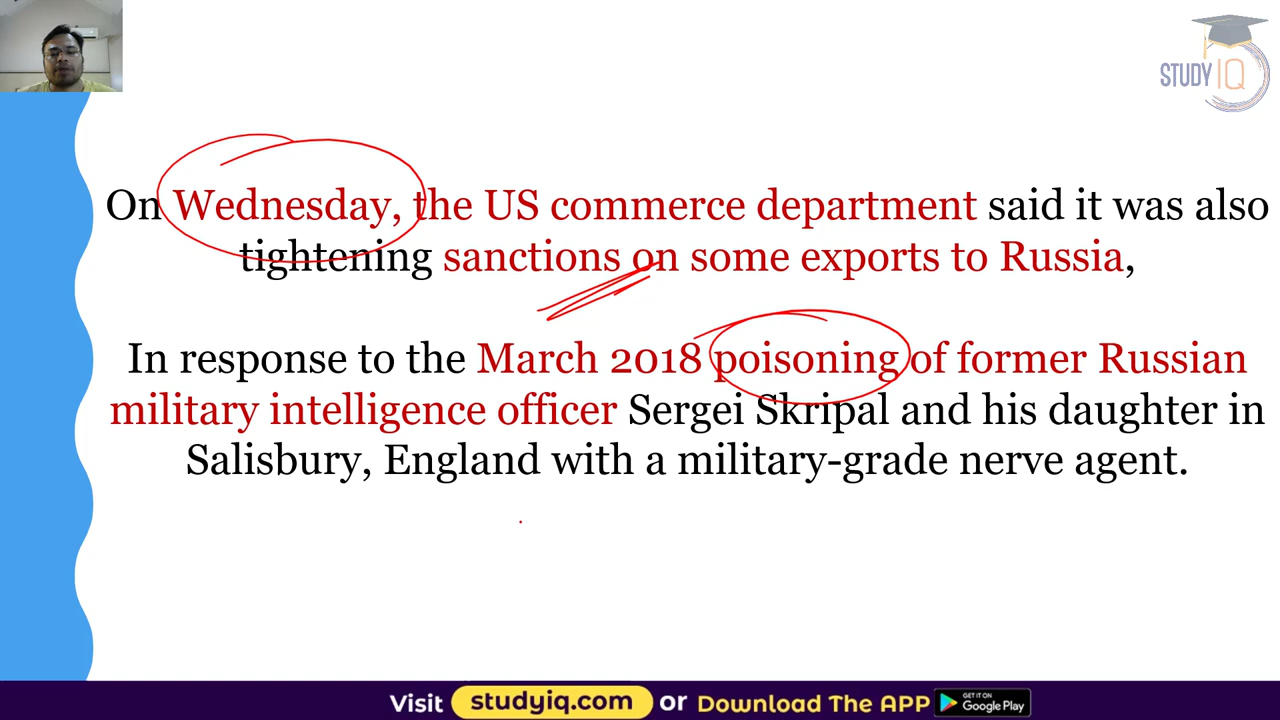 STUDY IQ
On Wednesday, the US commerce department said it was also
tightening sanctions on some exports to Russia,
In response to the March 2018 poisoning of former Russian
military intelligence officer Sergei Skripal and his daughter in
Salisbury, England with a military-grade nerve agent.
Visit studyiq.com or Download The APP GET IT ON Google Play